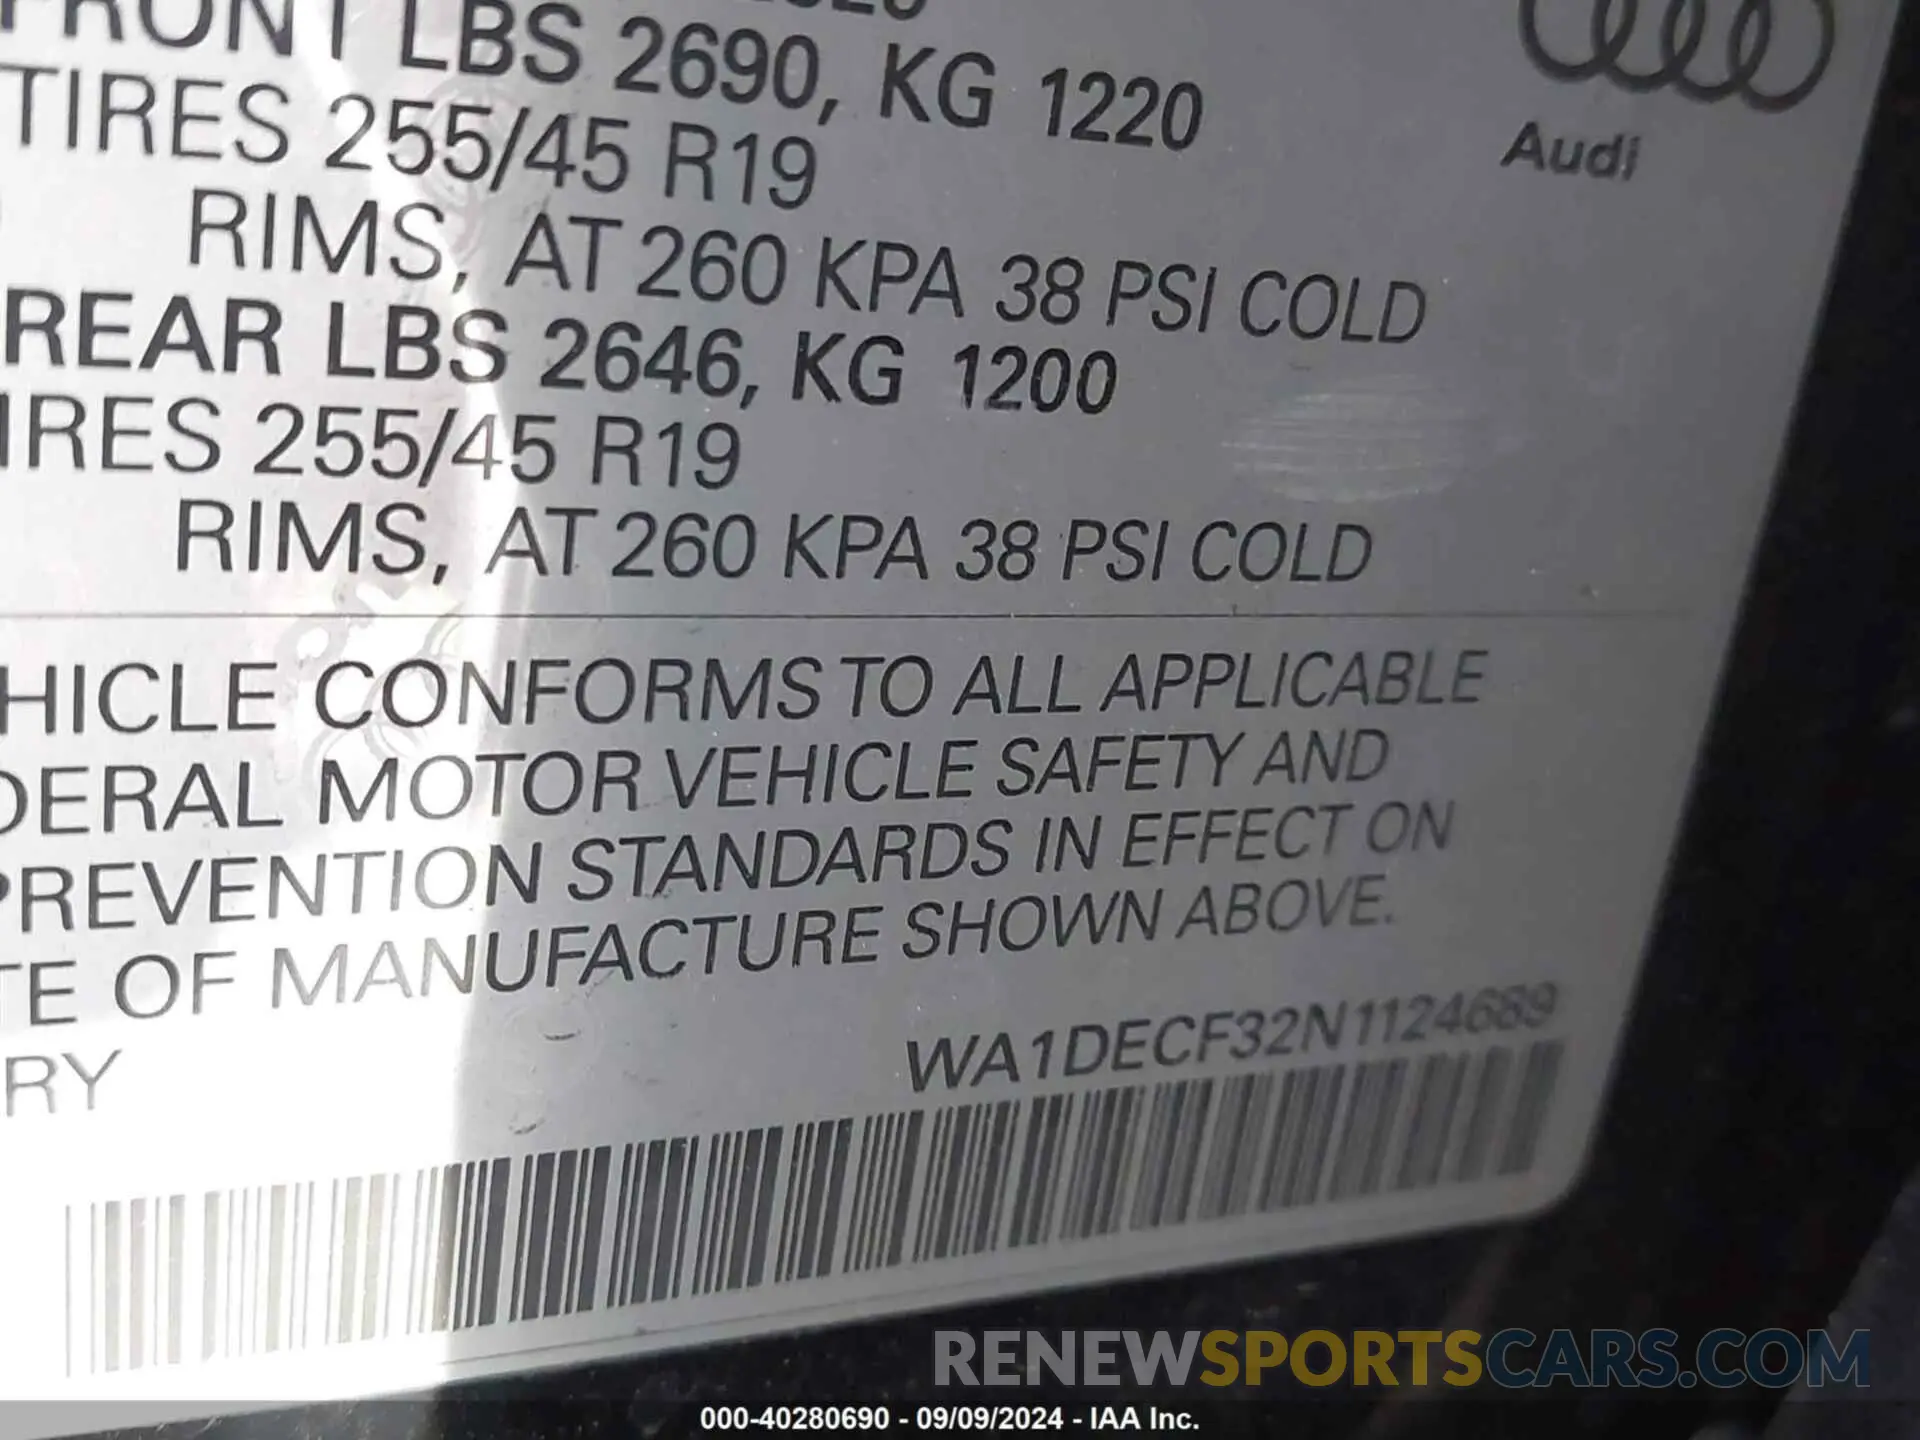 FRONT LBS 2690, KG 1220
TIRES 255/45 R19
RIMS, AT 260 KPA 38 PSI COLD
Audi
REAR LBS 2646, KG 1200
IRES 255/45 R19
RIMS, AT 260 KPA 38 PSI COLD
HICLE CONFORMS TO ALL APPLICABLE
DERAL MOTOR VEHICLE SAFETY AND
PREVENTION STANDARDS IN EFFECT ON
TE OF MANUFACTURE SHOWN ABOVE.
RY
WA1DECF32N1124689
RENEWSPORTSCARS.COM
000-40280690 - 09/09/2024 - IAA Inc.